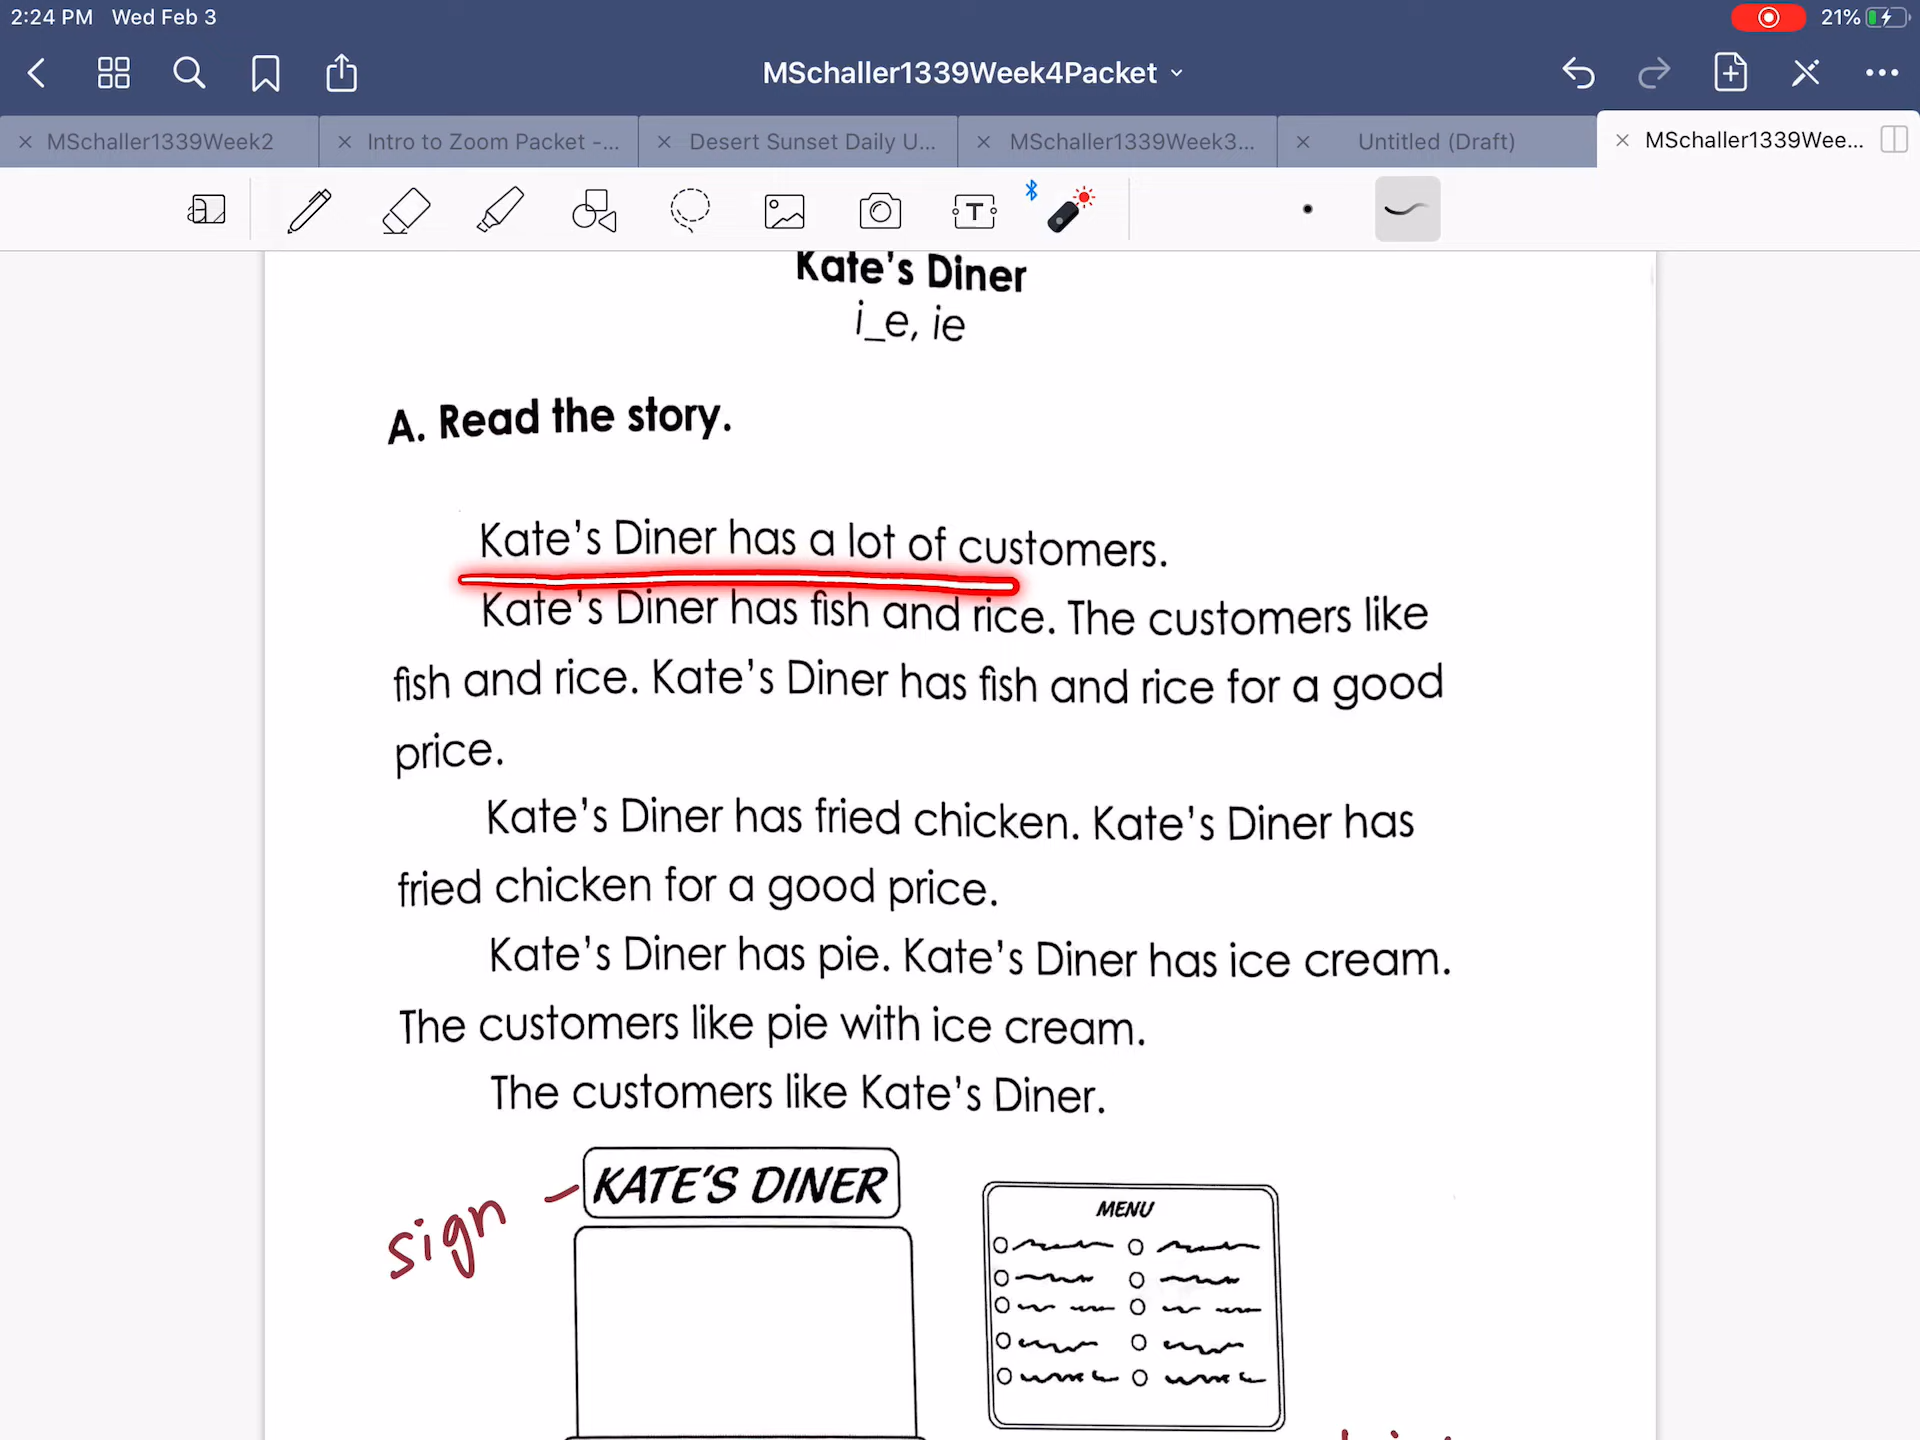 2:24 PM Wed Feb 3 21%
MSchaller1339Week4Packet
MSchaller1339Week2 Intro to Zoom Packet -... Desert Sunset Daily U... MSchaller1339Week3... Untitled (Draft) MSchaller1339Wee...
Kate's Diner
i_e, ie
A. Read the story.
Kate's Diner has a lot of customers.
Kate's Diner has fish and rice. The customers like
fish and rice. Kate's Diner has fish and rice for a good
price.
Kate's Diner has fried chicken. Kate's Diner has
fried chicken for a good price.
Kate's Diner has pie. Kate's Diner has ice cream.
The customers like pie with ice cream.
The customers like Kate's Diner.
sign
KATE'S DINER
MENU